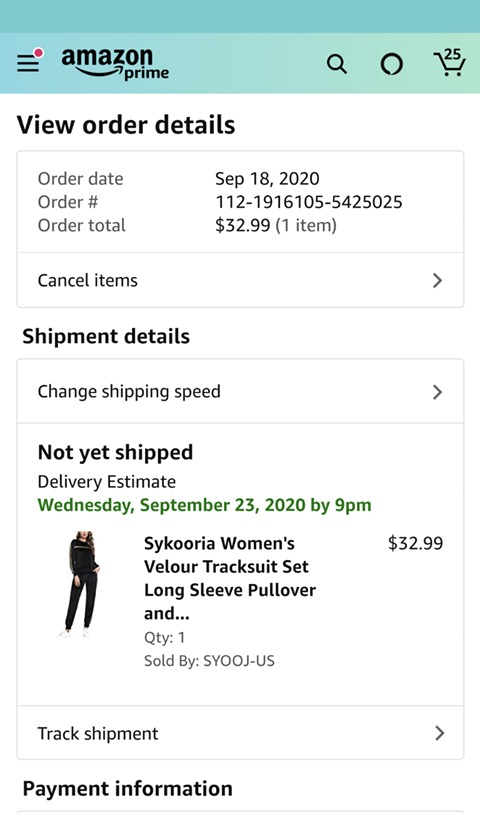 amazon
prime
25
View order details
Order date Sep 18, 2020
Order # 112-1916105-5425025
Order total $32.99 (1 item)
Cancel items
Shipment details
Change shipping speed
Not yet shipped
Delivery Estimate
Wednesday, September 23, 2020 by 9pm
Sykooria Women's $32.99
Velour Tracksuit Set
Long Sleeve Pullover
and...
Qty: 1
Sold By: SYOOJ-US
Track shipment
Payment information